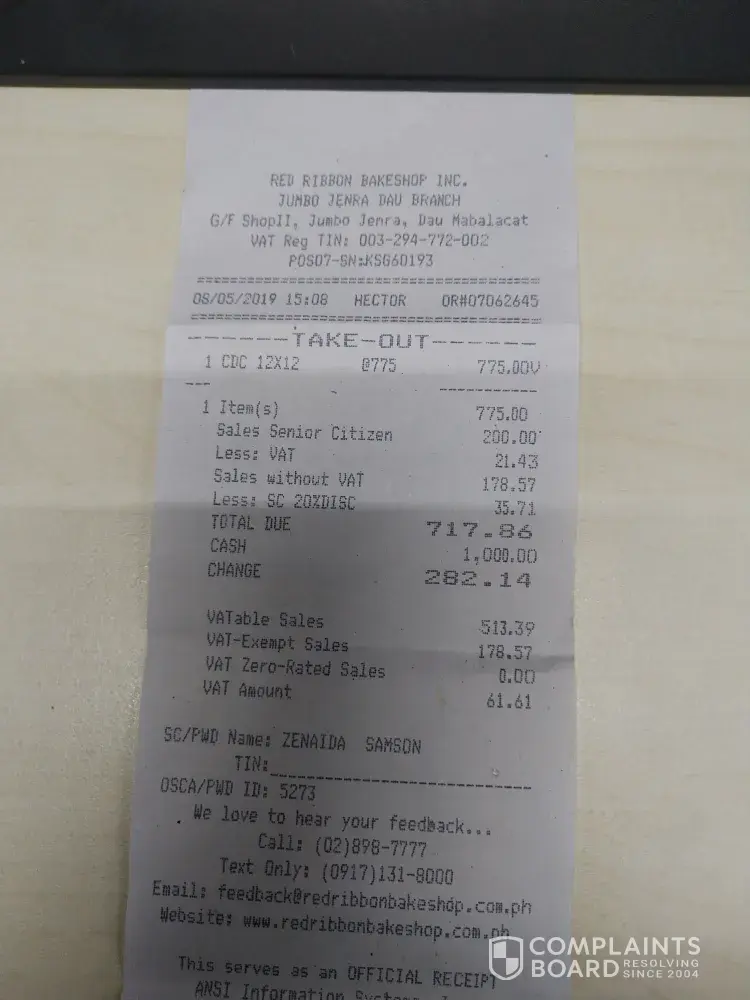 RED RIBBON BAKESHOP INC.
JUMBO JENRA DAU BRANCH
G/F ShopII, Jumbo Jenra, Dau Mabalacat
VAT Reg TIN: 003-294-772-002
POS07-SN:KSG60193
==========================================
08/05/2019 15:08 HECTOR OR#07062645
==========================================
------TAKE-OUT------
1 CDC 12X12 @775 775.00V
--- -----------
1 Item(s) 775.00
Sales Senior Citizen 200.00
Less: VAT 21.43
Sales without VAT 178.57
Less: SC 20%DISC 35.71
TOTAL DUE 717.86
CASH 1,000.00
CHANGE 282.14
VATable Sales 513.39
VAT-Exempt Sales 178.57
VAT Zero-Rated Sales 0.00
VAT Amount 61.61
SC/PWD Name: ZENAIDA SAMSON
TIN:
OSCA/PWD ID: 5273
We love to hear your feedback...
Call: (02)898-7777
Text Only: (0917)131-8000
Email: feedback@redribbonbakeshop.com.ph
Website: www.redribbonbakeshop.com.ph
This serves as an OFFICIAL RECEIPT
ANSI Information Systems
COMPLAINTS
BOARD RESOLVING SINCE 2004